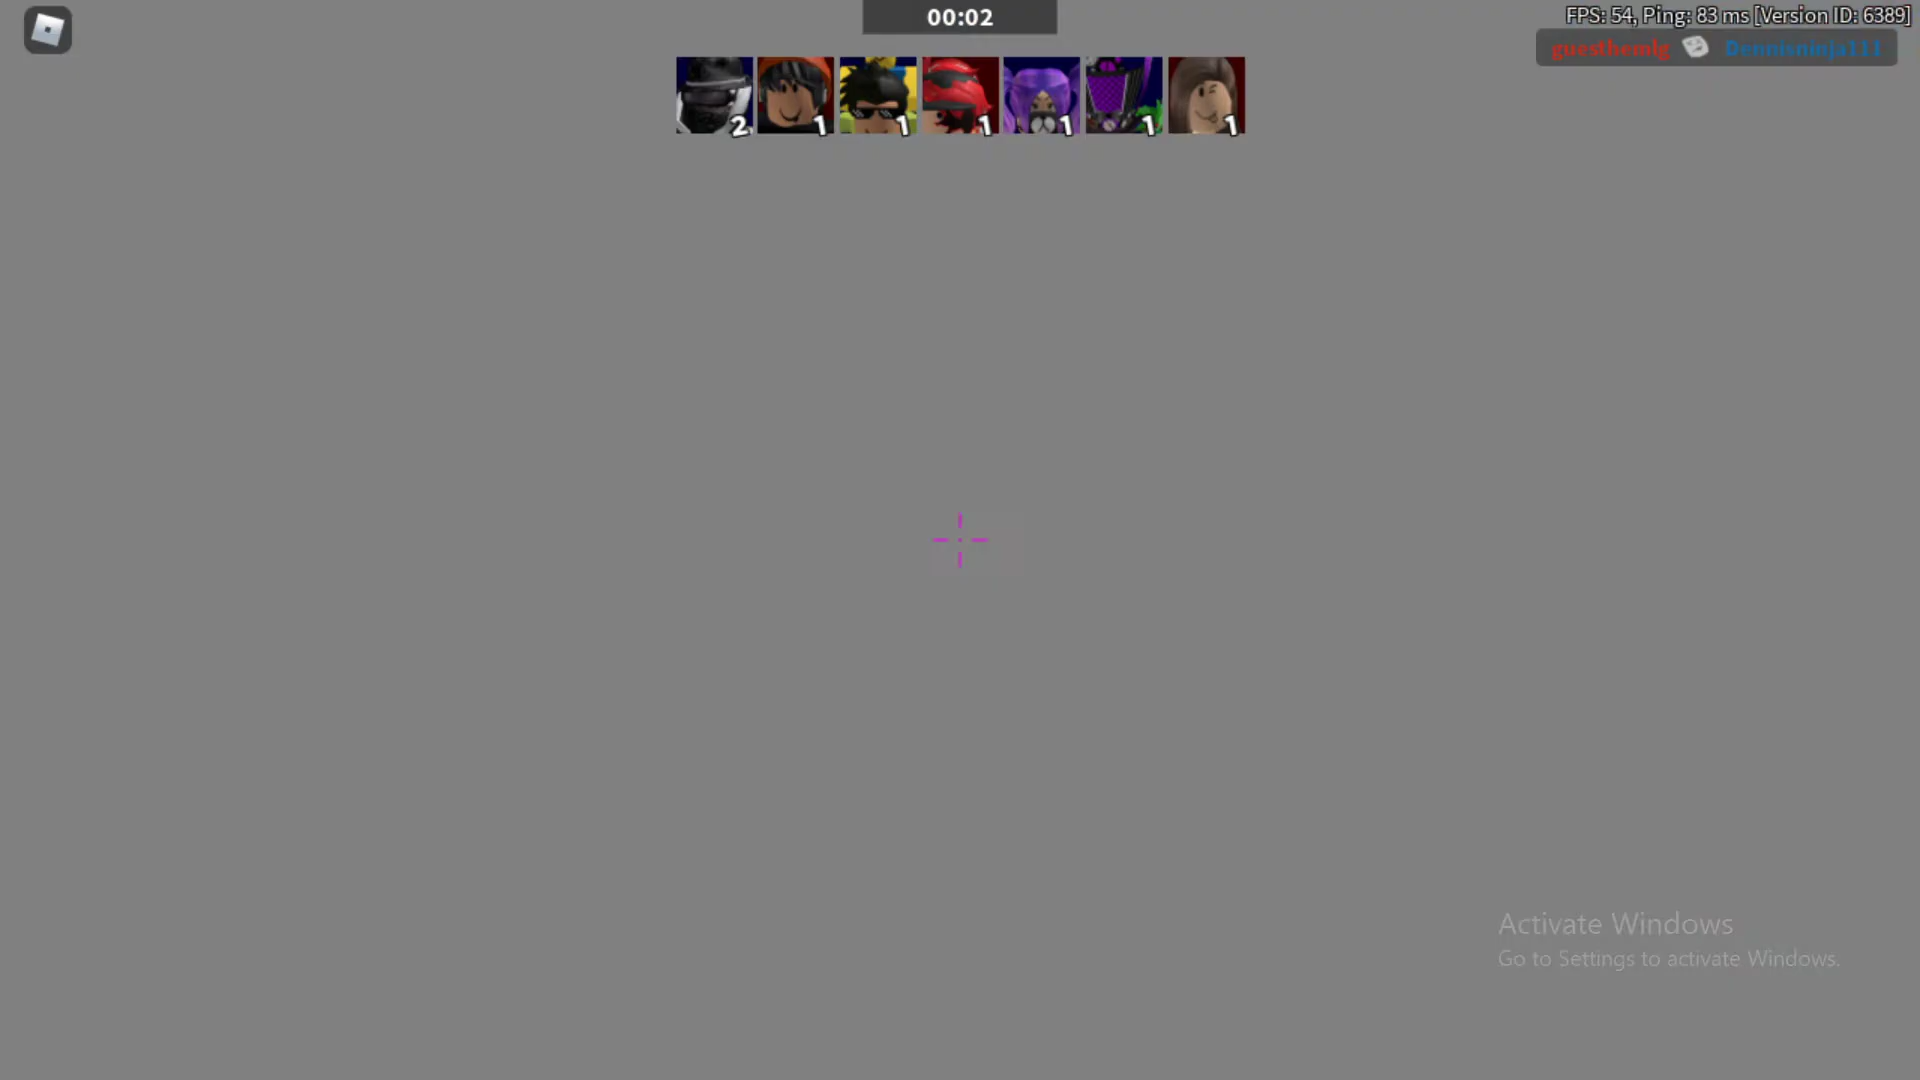 00:02
FPS: 54, Ping: 83 ms [Version ID: 6389]
guesthemlg Dennisninja111
2 1 1 1 1 1 1
Activate Windows
Go to Settings to activate Windows.